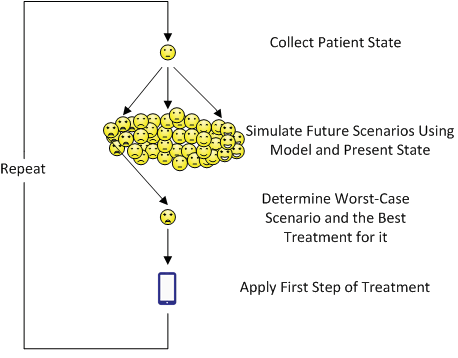 Collect Patient State
Simulate Future Scenarios Using
Model and Present State
Repeat
Determine Worst-Case
Scenario and the Best
Treatment for it
Apply First Step of Treatment